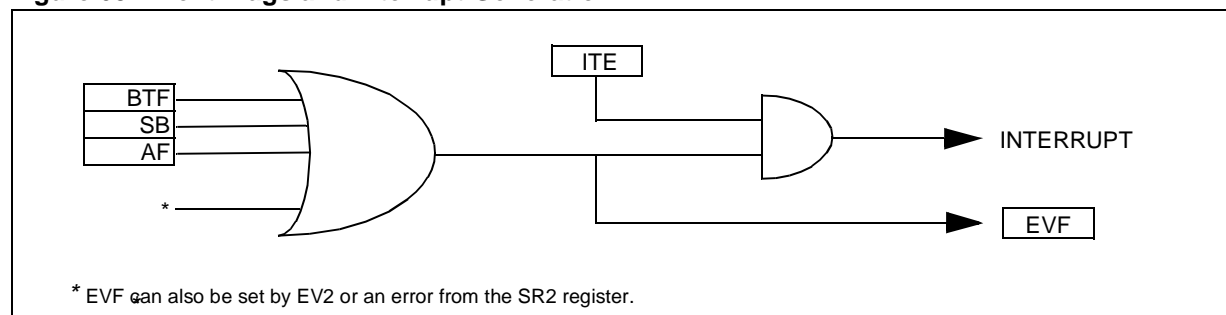 ITE
BTF
SB
AF
INTERRUPT
*
EVF
* EVF can also be set by EV2 or an error from the SR2 register.